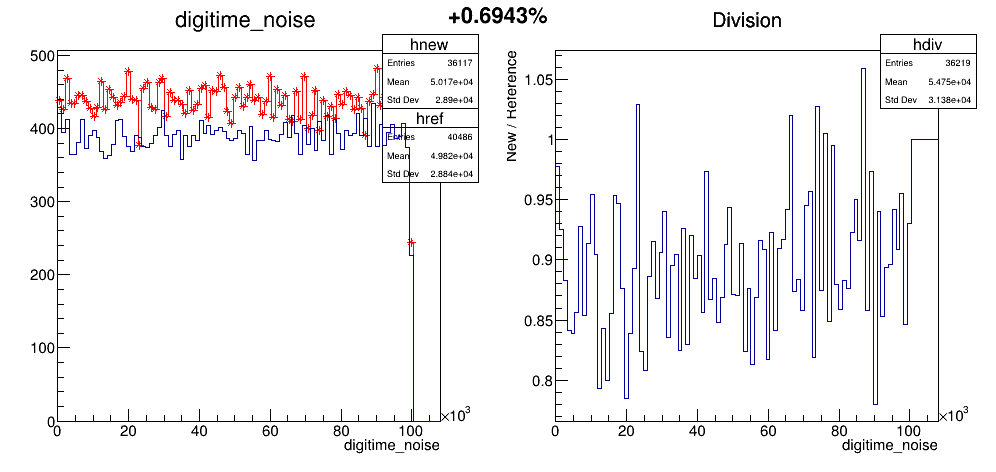 digitime_noise
+0.6943%
Division
hnew
Entries 36117
Mean 5.017e+04
Std Dev 2.89e+04
href
Entries 40486
Mean 4.982e+04
Std Dev 2.884e+04
500
400
300
200
100
0
0 20 40 60 80 100
×10³
digitime_noise
hdiv
Entries 36219
Mean 5.475e+04
Std Dev 3.138e+04
New / Reference
1.05
1
0.95
0.9
0.85
0.8
0 20 40 60 80 100
×10³
digitime_noise